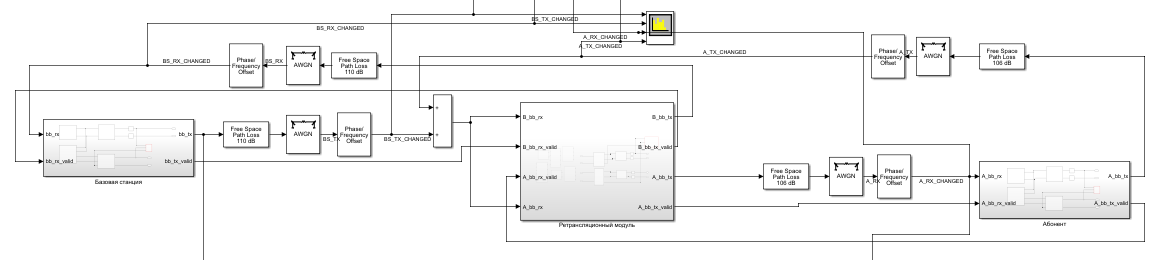 BS_TX_CHANGED
BS_RX_CHANGED
A_RX_CHANGED
A_TX_CHANGED
A_TX_CHANGED
BS_RX_CHANGED
Phase/
Frequency
Offset
BS_RX
AWGN
Free Space
Path Loss
110 dB
Phase/
Frequency
Offset
A_TX
AWGN
Free Space
Path Loss
106 dB
bb_rx
bb_rx_valid
bb_tx
bb_tx_valid
Базовая станция
Free Space
Path Loss
110 dB
AWGN
BS_TX
Phase/
Frequency
Offset
BS_TX_CHANGED
+
+
B_bb_rx
B_bb_rx_valid
A_bb_rx_valid
A_bb_rx
B_bb_tx
B_bb_tx_valid
A_bb_tx
A_bb_tx_valid
Ретрансляционный модуль
Free Space
Path Loss
106 dB
AWGN
A_RX
Phase/
Frequency
Offset
A_RX_CHANGED
A_bb_rx
A_bb_rx_valid
A_bb_tx
A_bb_tx_valid
Абонент